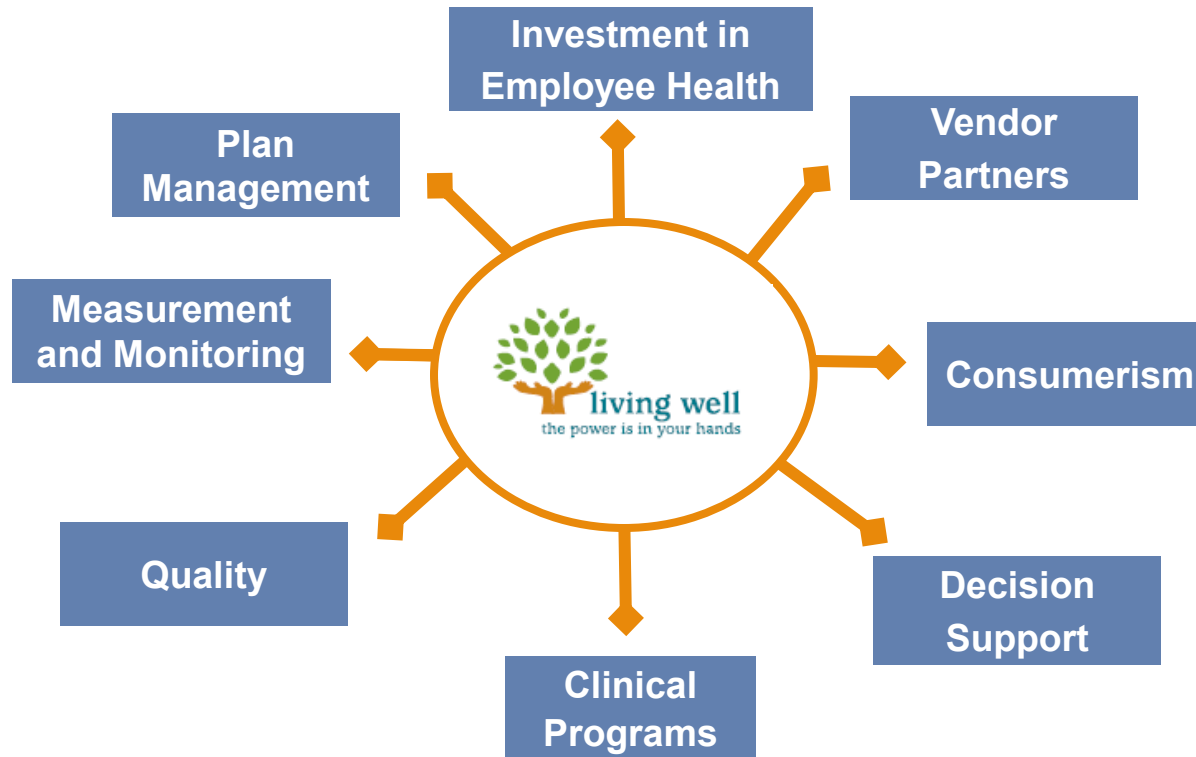 Investment in
Employee Health
Vendor
Partners
Plan
Management
Measurement
and Monitoring
Consumerism
living well
the power is in your hands
Quality
Decision
Support
Clinical
Programs